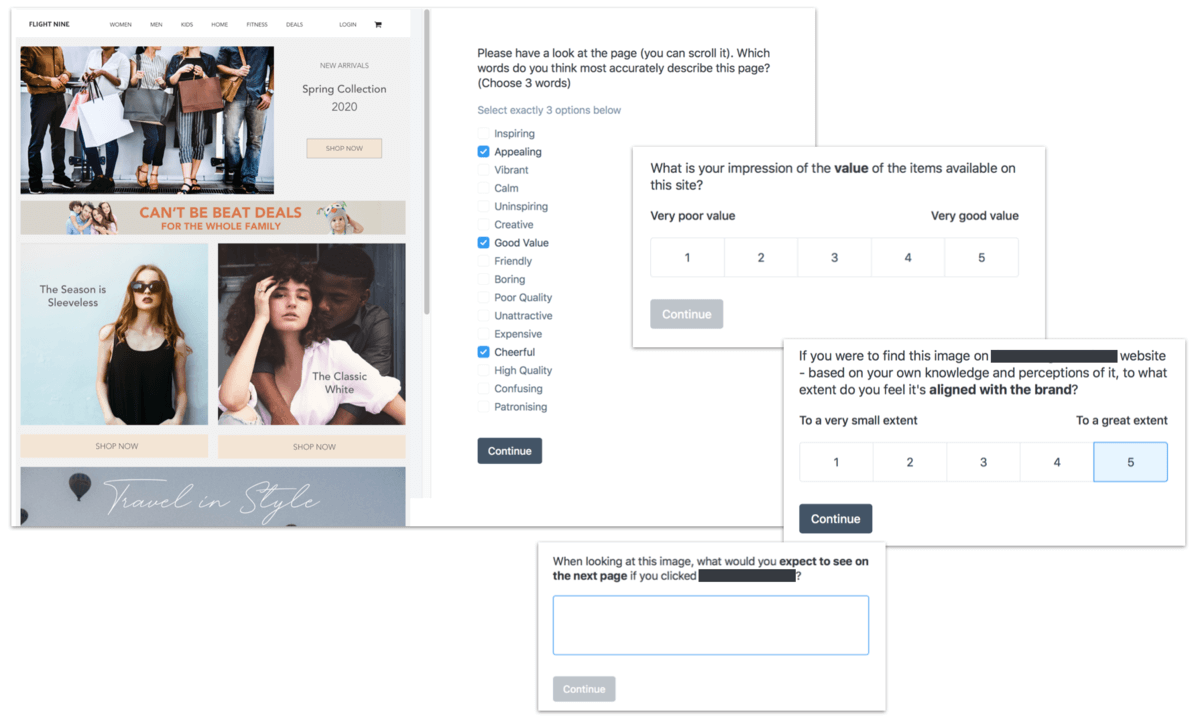 FLIGHT NINE WOMEN MEN KIDS HOME FITNESS DEALS LOGIN
NEW ARRIVALS
Spring Collection
2020
SHOP NOW
CAN'T BE BEAT DEALS
FOR THE WHOLE FAMILY
The Season is
Sleeveless
The Classic
White
SHOP NOW
SHOP NOW
Travel in Style
Please have a look at the page (you can scroll it). Which
words do you think most accurately describe this page?
(Choose 3 words)
Select exactly 3 options below
Inspiring
Appealing
Vibrant
Calm
Uninspiring
Creative
Good Value
Friendly
Boring
Poor Quality
Unattractive
Expensive
Cheerful
High Quality
Confusing
Patronising
Continue
What is your impression of the value of the items available on
this site?
Very poor value Very good value
1 2 3 4 5
Continue
If you were to find this image on website
- based on your own knowledge and perceptions of it, to what
extent do you feel it's aligned with the brand?
To a very small extent To a great extent
1 2 3 4 5
Continue
When looking at this image, what would you expect to see on
the next page if you clicked ?
Continue